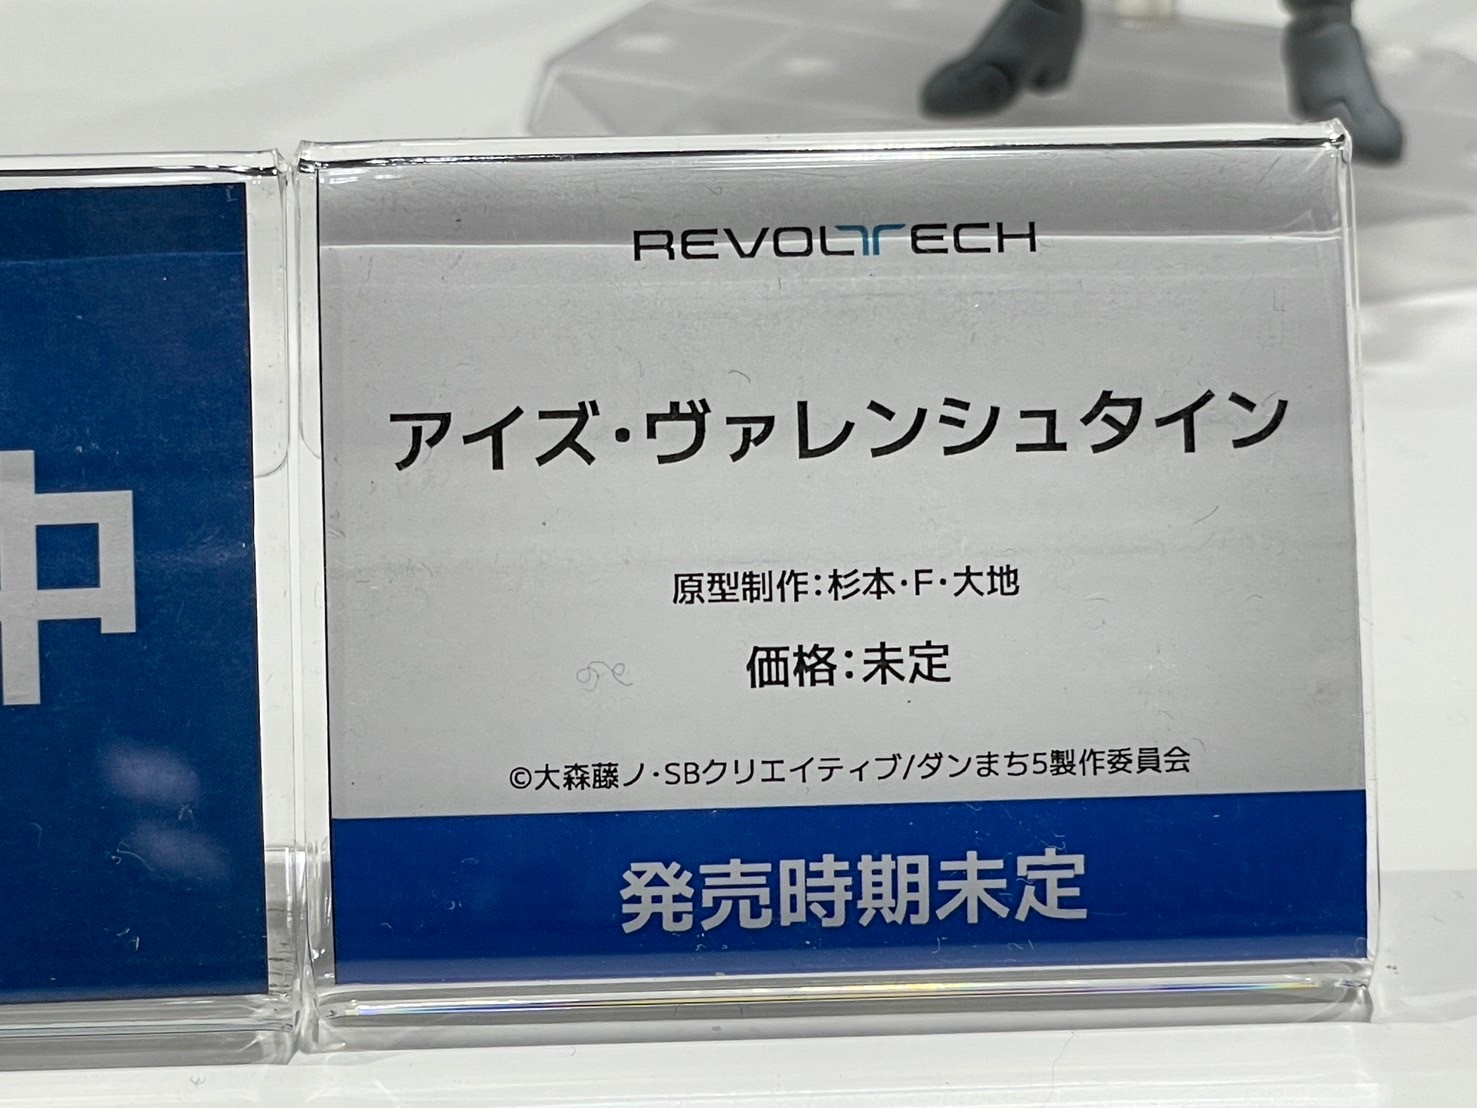 中
REVOLTECH
アイズ・ヴァレンシュタイン
原型制作：杉本・F・大地
価格：未定
©大森藤ノ・SBクリエイティブ/ダンまち5製作委員会
発売時期未定